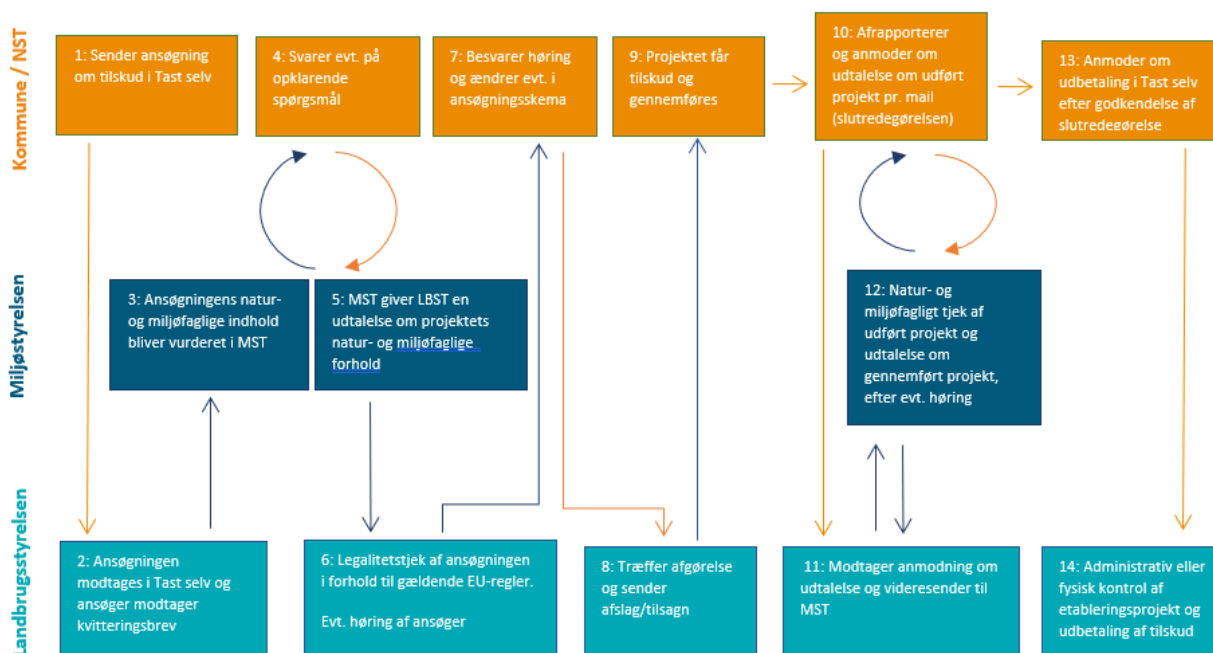 Kommune / NST
1: Sender ansøgning
om tilskud i Tast selv
4: Svarer evt. på
opklarende
spørgsmål
7: Besvarer høring
og ændrer evt. i
ansøgningsskema
9: Projektet får
tilskud og
gennemføres
10: Afrapporterer
og anmoder om
udtalelse om udført
projekt pr. mail
(slutredegørelsen)
13: Anmoder om
udbetaling i Tast selv
efter godkendelse af
slutredegørelse
Miljøstyrelsen
3: Ansøgningens natur-
og miljøfaglige indhold
bliver vurderet i MST
5: MST giver LBST en
udtalelse om projektets
natur- og miljøfaglige
forhold
12: Natur- og
miljøfagligt tjek af
udført projekt og
udtalelse om
gennemført projekt,
efter evt. høring
Landbrugsstyrelsen
2: Ansøgningen
modtages i Tast selv og
ansøger modtager
kvitteringsbrev
6: Legalitetstjek af ansøgningen
i forhold til gældende EU-regler.
Evt. høring af ansøger
8: Træffer afgørelse
og sender
afslag/tilsagn
11: Modtager anmodning om
udtalelse og videresender til
MST
14: Administrativ eller
fysisk kontrol af
etableringsprojekt og
udbetaling af tilskud